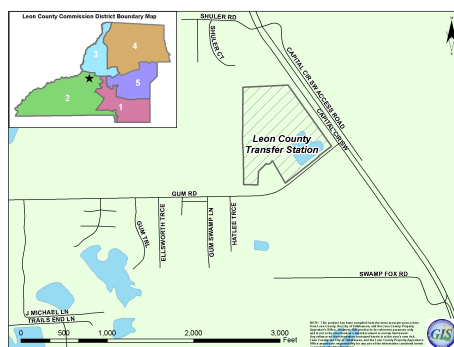 Leon County Commission District Boundary Map
3
4
5
2
1
SHULER RD
SHULER CT
CAPITAL CIR SW ACCESS ROAD
CAPITAL CIR SW
Leon County
Transfer Station
GUM RD
GUM TRL
ELLSWORTH TRCE
GUM SWAMP LN
HATLEE TRCE
SWAMP FOX RD
J MICHAEL LN
TRAILS END LN
0 500 1,000 2,000 3,000
Feet
GIS